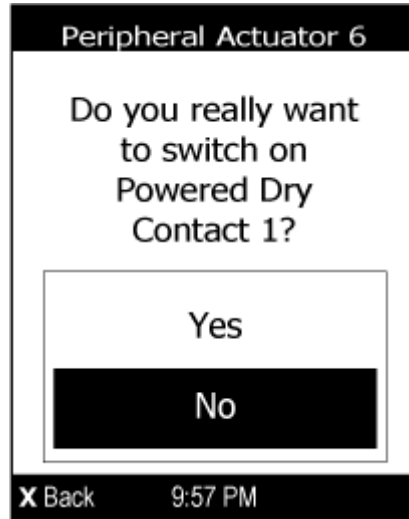 Peripheral Actuator 6
Do you really want
to switch on
Powered Dry
Contact 1?
Yes
No
X Back 9:57 PM